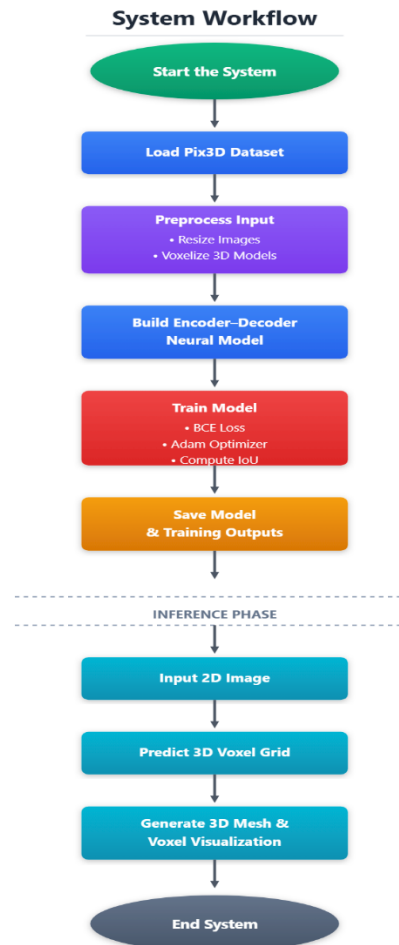 System Workflow
Start the System
Load Pix3D Dataset
Preprocess Input
• Resize Images
• Voxelize 3D Models
Build Encoder–Decoder
Neural Model
Train Model
• BCE Loss
• Adam Optimizer
• Compute IoU
Save Model
& Training Outputs
INFERENCE PHASE
Input 2D Image
Predict 3D Voxel Grid
Generate 3D Mesh &
Voxel Visualization
End System